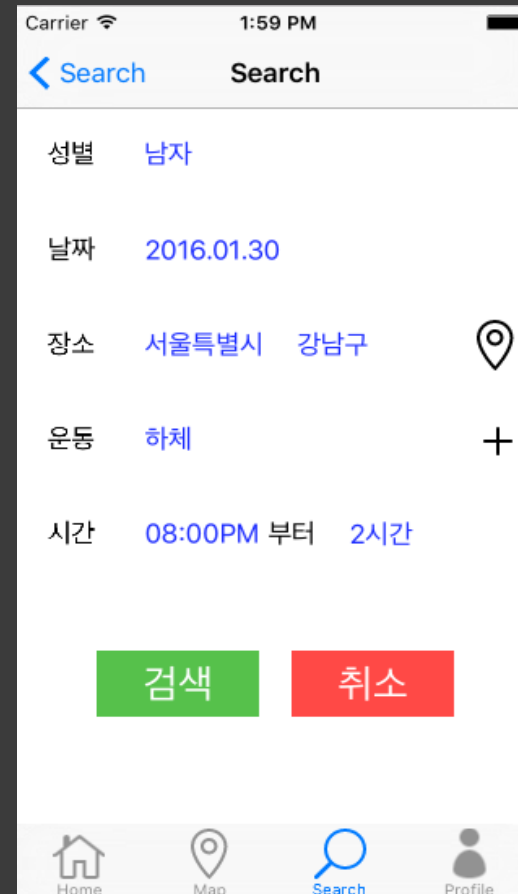 Carrier 1:59 PM
Search Search
성별 남자
날짜 2016.01.30
장소 서울특별시 강남구
운동 하체
시간 08:00PM 부터 2시간
검색 취소
Home Map Search Profile